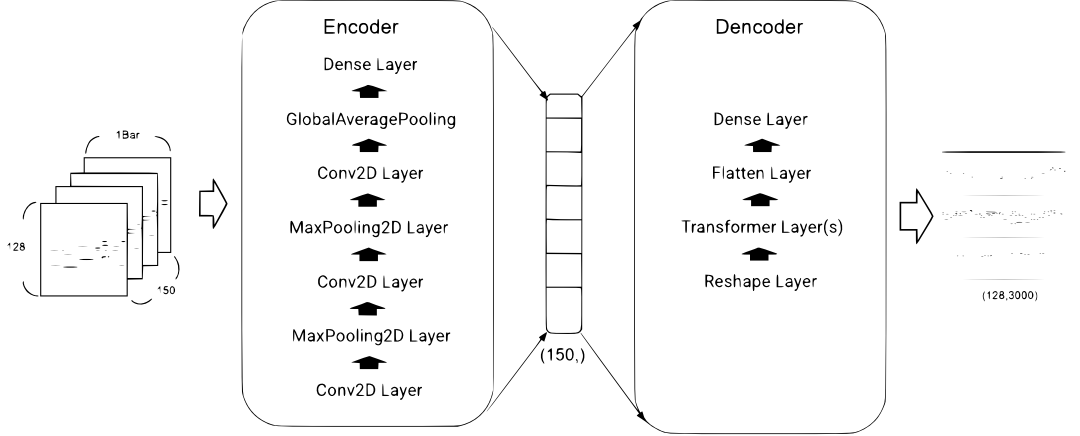 1Bar
128
150
Encoder
Dense Layer
GlobalAveragePooling
Conv2D Layer
MaxPooling2D Layer
Conv2D Layer
MaxPooling2D Layer
Conv2D Layer
(150,)
Dencoder
Dense Layer
Flatten Layer
Transformer Layer(s)
Reshape Layer
(128,3000)